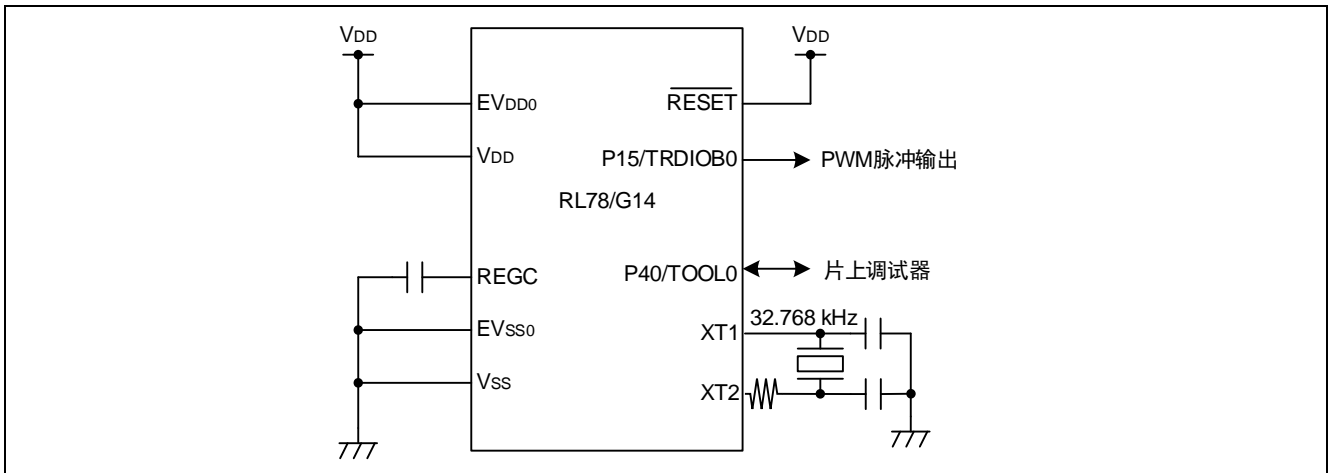 VDD
VDD
EVDD0
RESET
VDD
P15/TRDIOB0
PWM脉冲输出
RL78/G14
REGC
P40/TOOL0
片上调试器
EVSS0
XT1
32.768 kHz
VSS
XT2